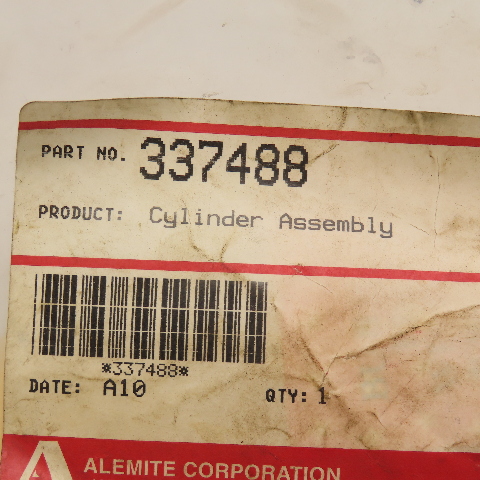 PART NO. 337488
PRODUCT: Cylinder Assembly
*337488*
DATE: A10 QTY: 1
ALEMITE CORPORATION